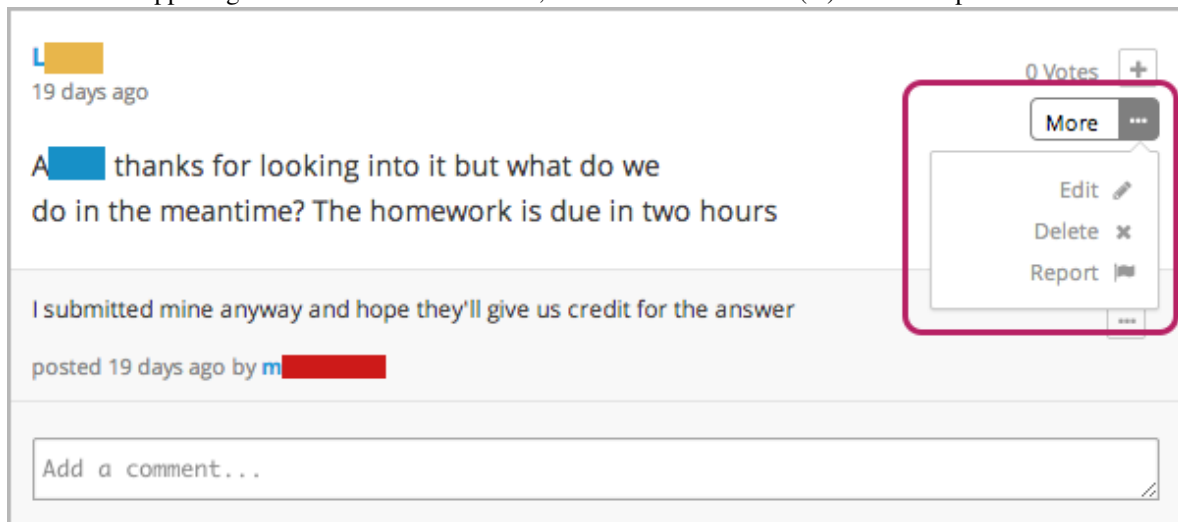 L
0 Votes +
19 days ago
More ...
A thanks for looking into it but what do we
do in the meantime? The homework is due in two hours
Edit
Delete
Report
I submitted mine anyway and hope they'll give us credit for the answer
...
posted 19 days ago by m
Add a comment...